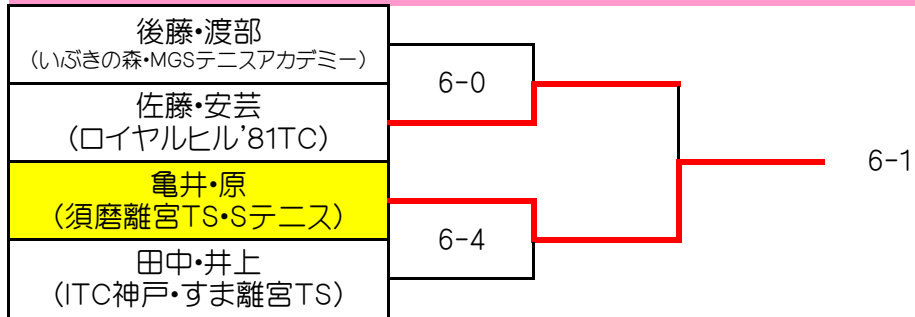 後藤・渡部
（いぶきの森・MGSテニスアカデミー）
6-0
佐藤・安芸
（ロイヤルヒル’81TC）
6-1
亀井・原
（須磨離宮TS・Sテニス）
6-4
田中・井上
（ITC神戸・すま離宮TS）